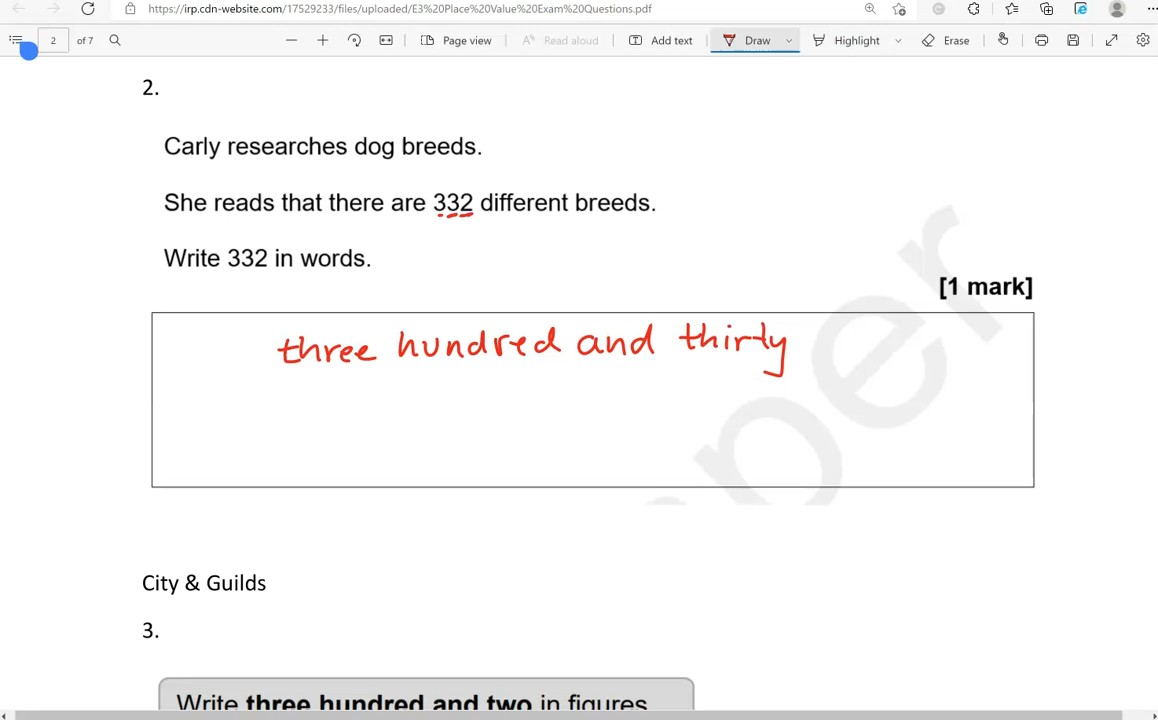 https://irp.cdn-website.com/17529233/files/uploaded/E3%20Place%20Value%20Exam%20Questions.pdf
2 of 7 Page view Read aloud Add text Draw Highlight Erase
2.
Carly researches dog breeds.
She reads that there are 332 different breeds.
Write 332 in words.
[1 mark]
three hundred and thirty
City & Guilds
3.
Write three hundred and two in figures